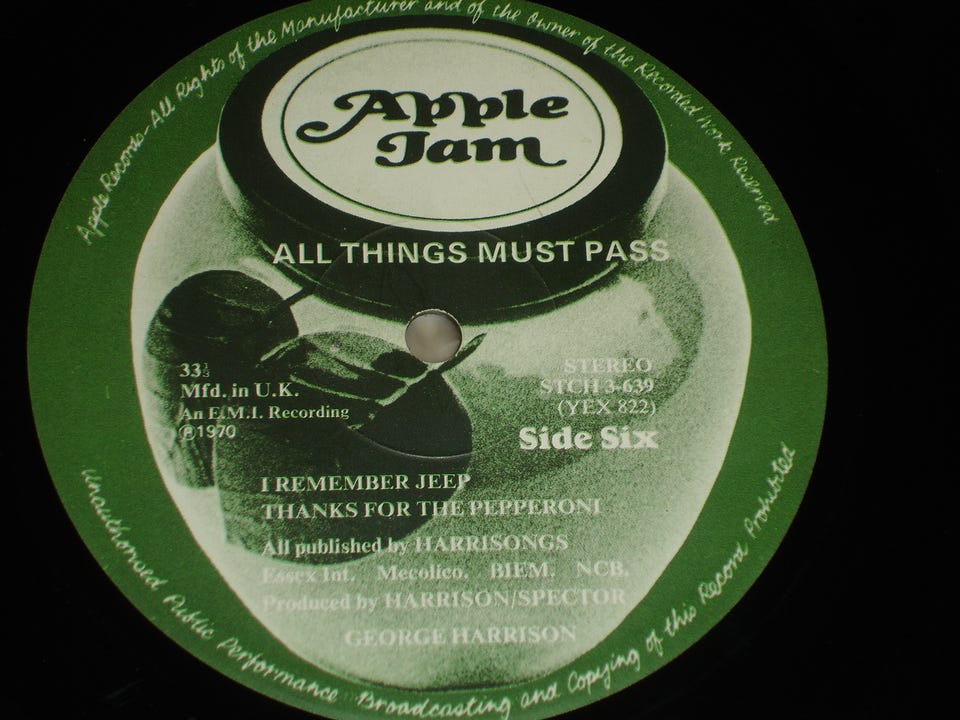 Apple Records-All Rights of the Manufacturer and of the Owner of the Recorded Work Reserved
Apple
Jam
ALL THINGS MUST PASS
33⅓
Mfd. in U.K.
An E.M.I. Recording
℗1970
STEREO
STCH 3-639
(YEX 822)
Side Six
I REMEMBER JEEP
THANKS FOR THE PEPPERONI
All published by HARRISONGS
Essex Int. Mecolico. BIEM. NCB.
Produced by HARRISON/SPECTOR
GEORGE HARRISON
Unauthorised Public Performance Broadcasting and Copying of this Record Prohibited